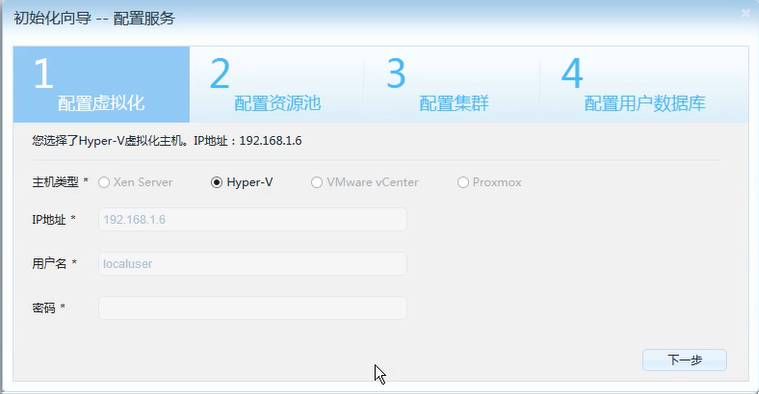 初始化向导 -- 配置服务
1 配置虚拟化
2 配置资源池
3 配置集群
4 配置用户数据库
您选择了Hyper-V虚拟化主机。IP地址：192.168.1.6
主机类型 * Xen Server Hyper-V VMware vCenter Proxmox
IP地址 * 192.168.1.6
用户名 * localuser
密码 *
下一步